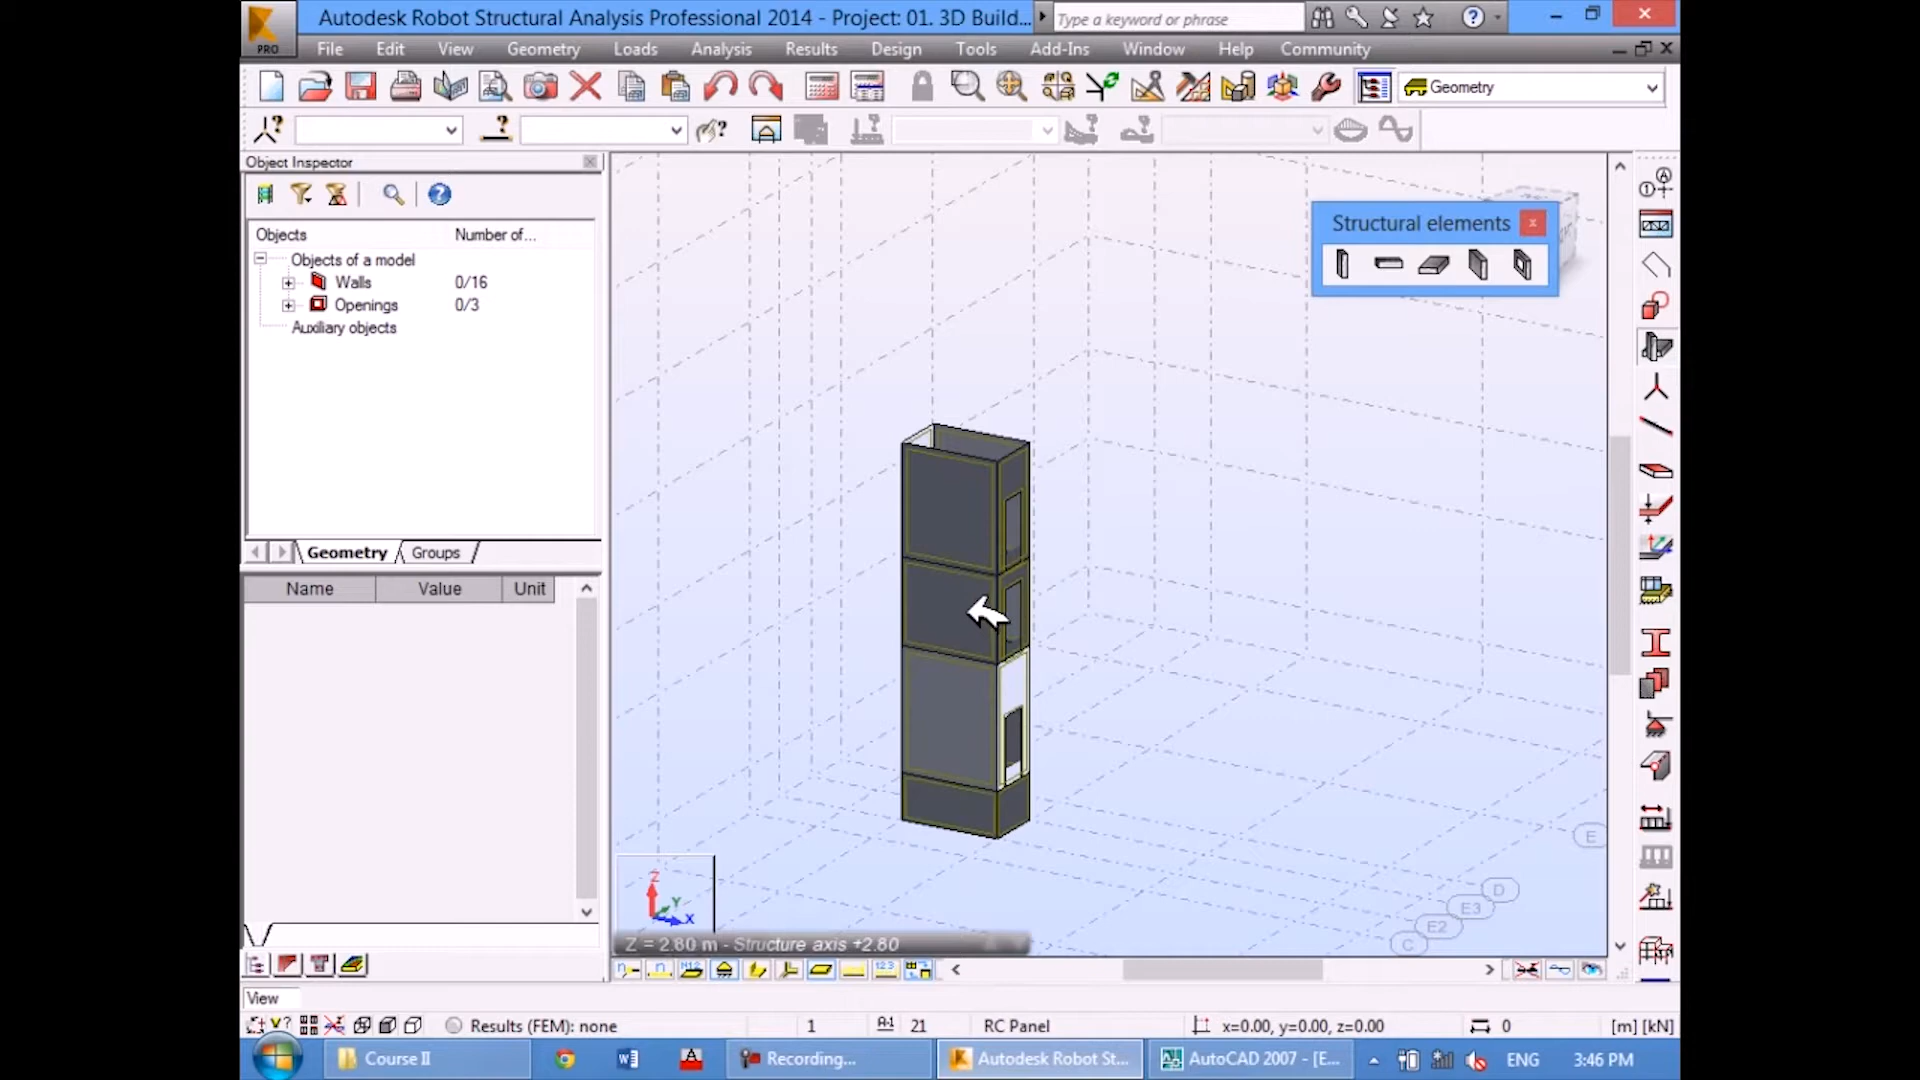 PRO
Autodesk Robot Structural Analysis Professional 2014 - Project: 01. 3D Build...
Type a keyword or phrase
File Edit View Geometry Loads Analysis Results Design Tools Add-Ins Window Help Community
Geometry
Object Inspector
Objects Number of...
Objects of a model
Walls 0/16
Openings 0/3
Auxiliary objects
Geometry Groups
Name Value Unit
Structural elements x
E
D
E3
E2
C
Z
Y
X
Z = 2.80 m - Structure axis +2.80
View
Results (FEM): none 1 21 RC Panel x=0.00, y=0.00, z=0.00 0 [m] [kN]
Course II
Recording...
Autodesk Robot St...
AutoCAD 2007 - [E...
ENG
3:46 PM